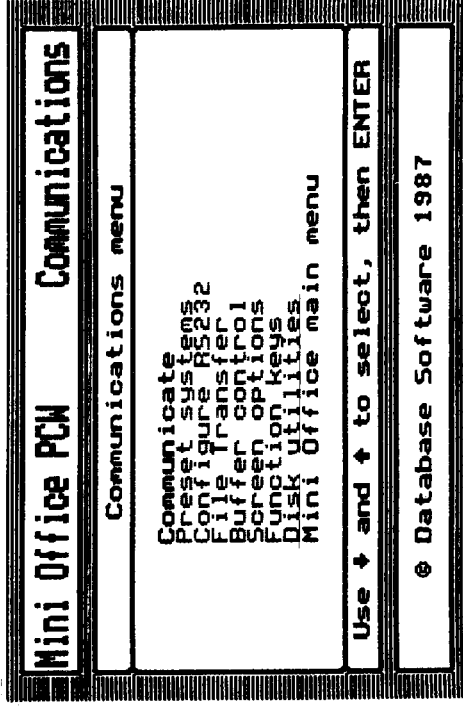 Mini Office PCW Communications
Communications menu
Communicate
Preset systems
Configure RS232
File Transfer
Buffer control
Screen options
Function keys
Disk utilities
Mini Office main menu
Use ↓ and ↑ to select, then ENTER
© Database Software 1987